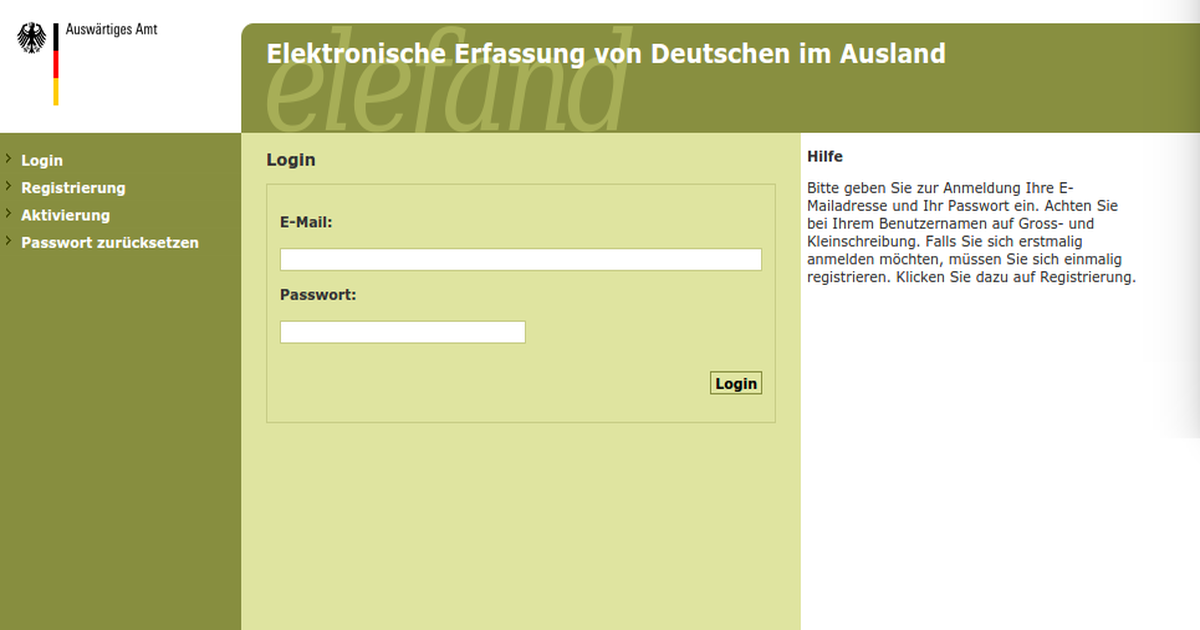 Auswärtiges Amt
elefand
Elektronische Erfassung von Deutschen im Ausland
Login
Registrierung
Aktivierung
Passwort zurücksetzen
Login
E-Mail:
Passwort:
Login
Hilfe
Bitte geben Sie zur Anmeldung Ihre E-
Mailadresse und Ihr Passwort ein. Achten Sie
bei Ihrem Benutzernamen auf Gross- und
Kleinschreibung. Falls Sie sich erstmalig
anmelden möchten, müssen Sie sich einmalig
registrieren. Klicken Sie dazu auf Registrierung.